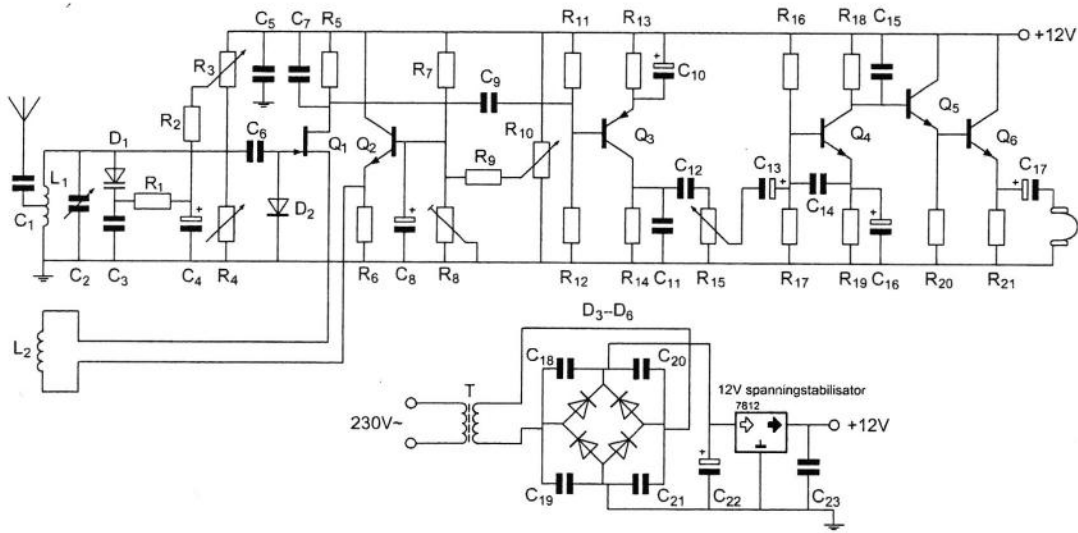 C5 C7 R5 R11 R13 R16 R18 C15
+12V
R3 R7 C9 + C10
R2 C6 R10 Q3 Q4 Q5 Q6
D1 Q1 Q2
L1 R1 R9 C12 C13 + C17
C1 D2 + C14
C2 C3 C4 R4 R6 C8 R8 R12 R14 C11 R15 R17 R19 C16 R20 R21
D3--D6
L2
C18 C20
T 12V spanningstabilisator
7812
230V~ +12V
C19 C21 C22 C23